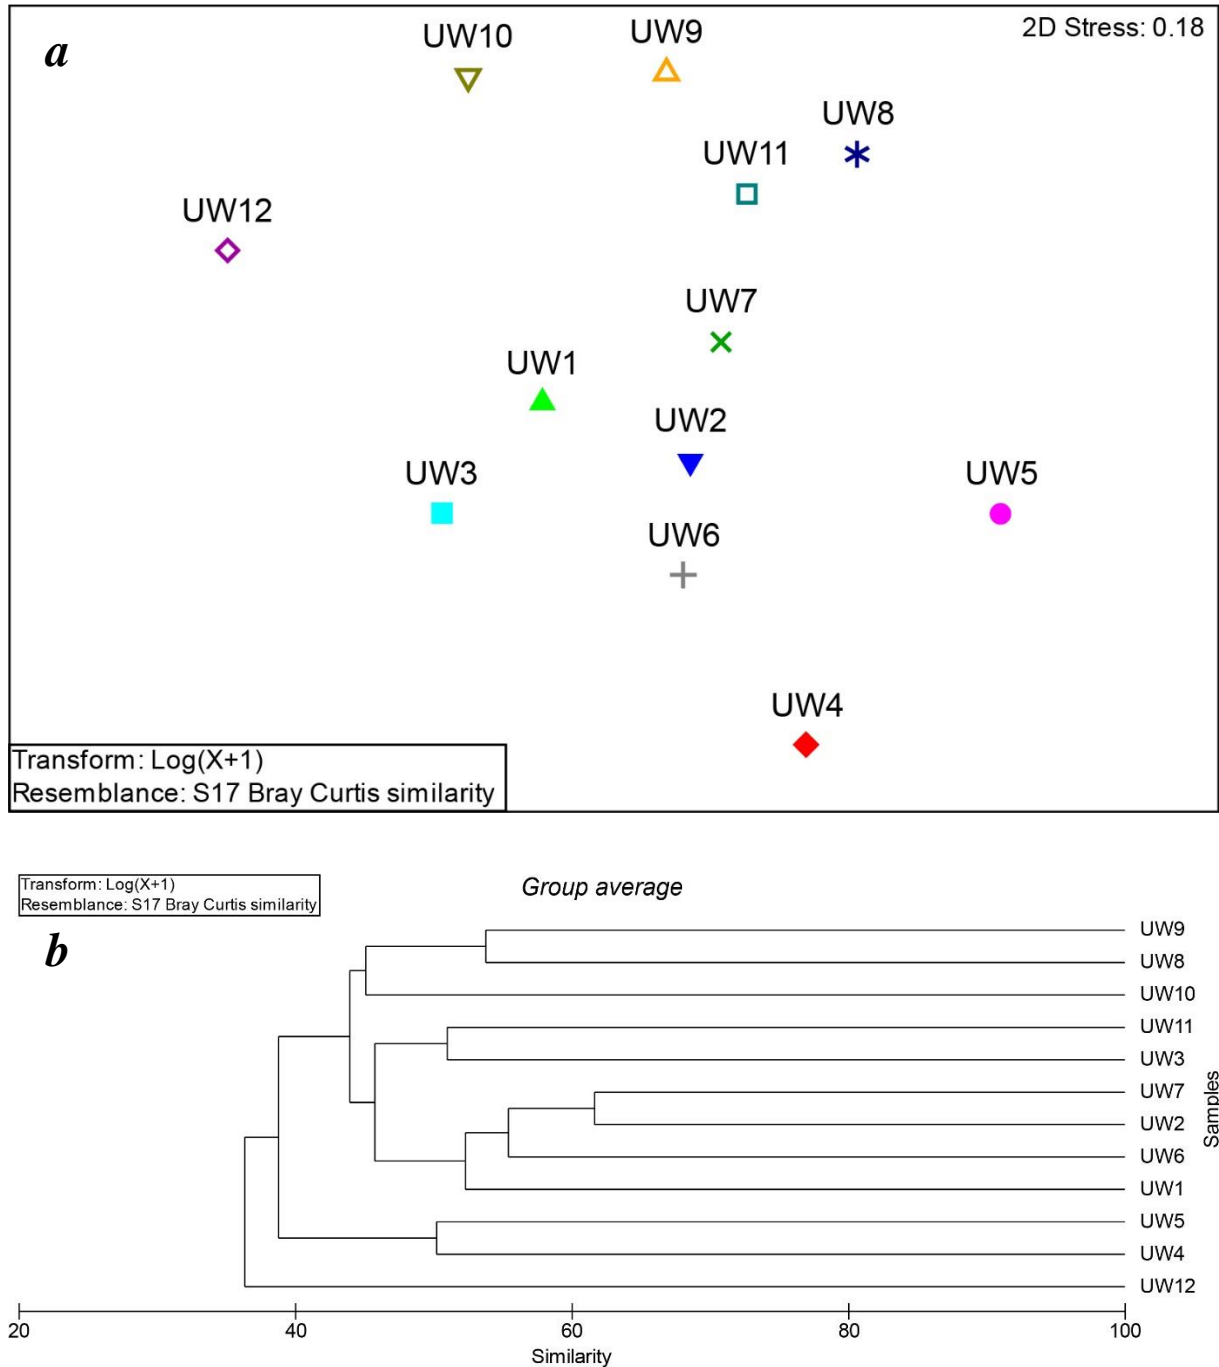 a
2D Stress: 0.18
UW10
UW9
UW8
UW11
UW12
UW7
UW1
UW2
UW3
UW5
UW6
UW4
Transform: Log(X+1)
Resemblance: S17 Bray Curtis similarity
Transform: Log(X+1)
Resemblance: S17 Bray Curtis similarity
Group average
b
UW9
UW8
UW10
UW11
UW3
UW7
UW2
UW6
UW1
UW5
UW4
UW12
Samples
20 40 60 80 100
Similarity